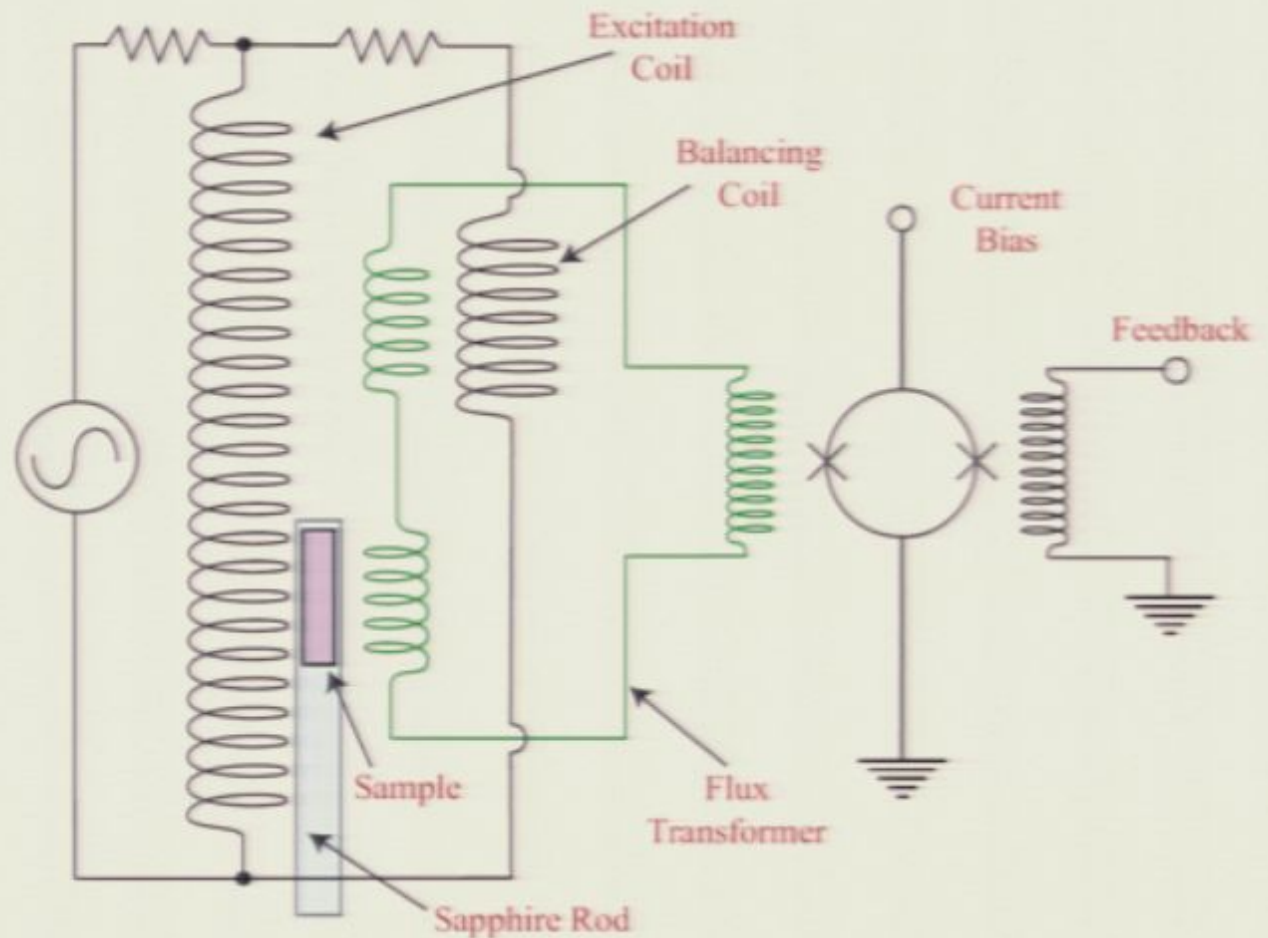 Excitation
Coil
Balancing
Coil
Current
Bias
Feedback
Sample
Flux
Transformer
Sapphire Rod